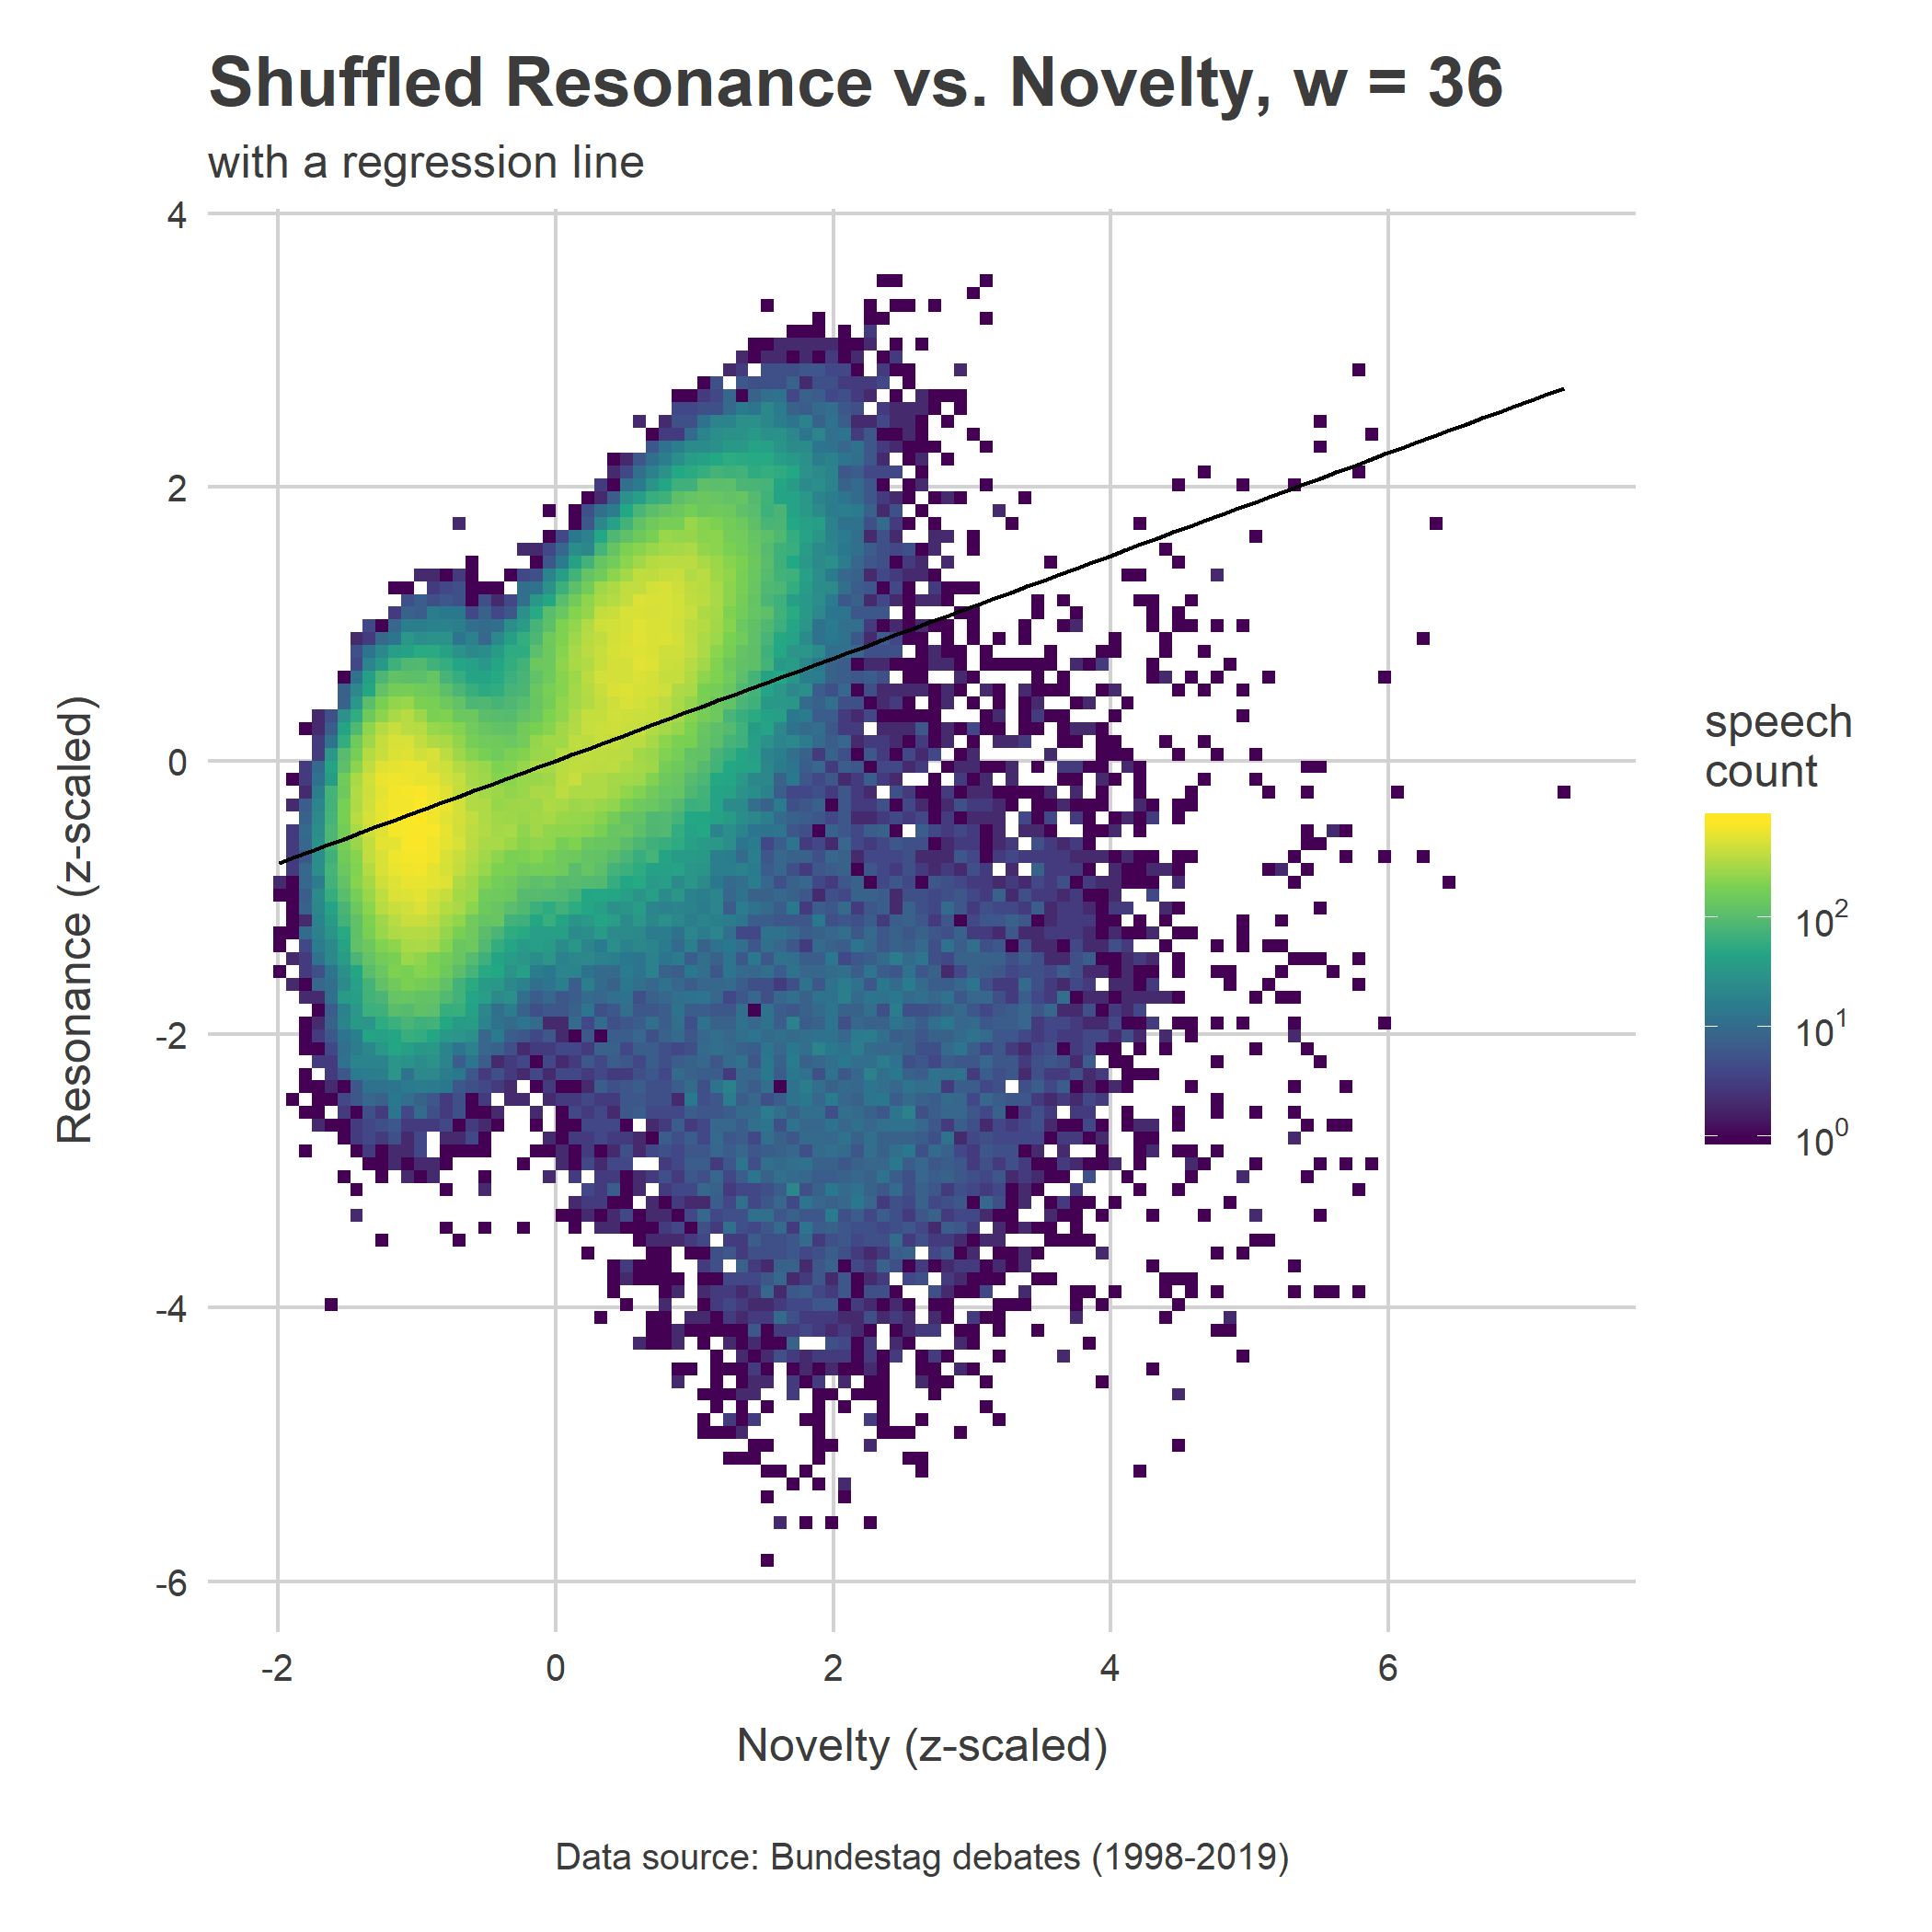 Shuffled Resonance vs. Novelty, w = 36
with a regression line
4
2
0
-2
-4
-6
Resonance (z-scaled)
-2 0 2 4 6
Novelty (z-scaled)
speech
count
10²
10¹
10⁰
Data source: Bundestag debates (1998-2019)